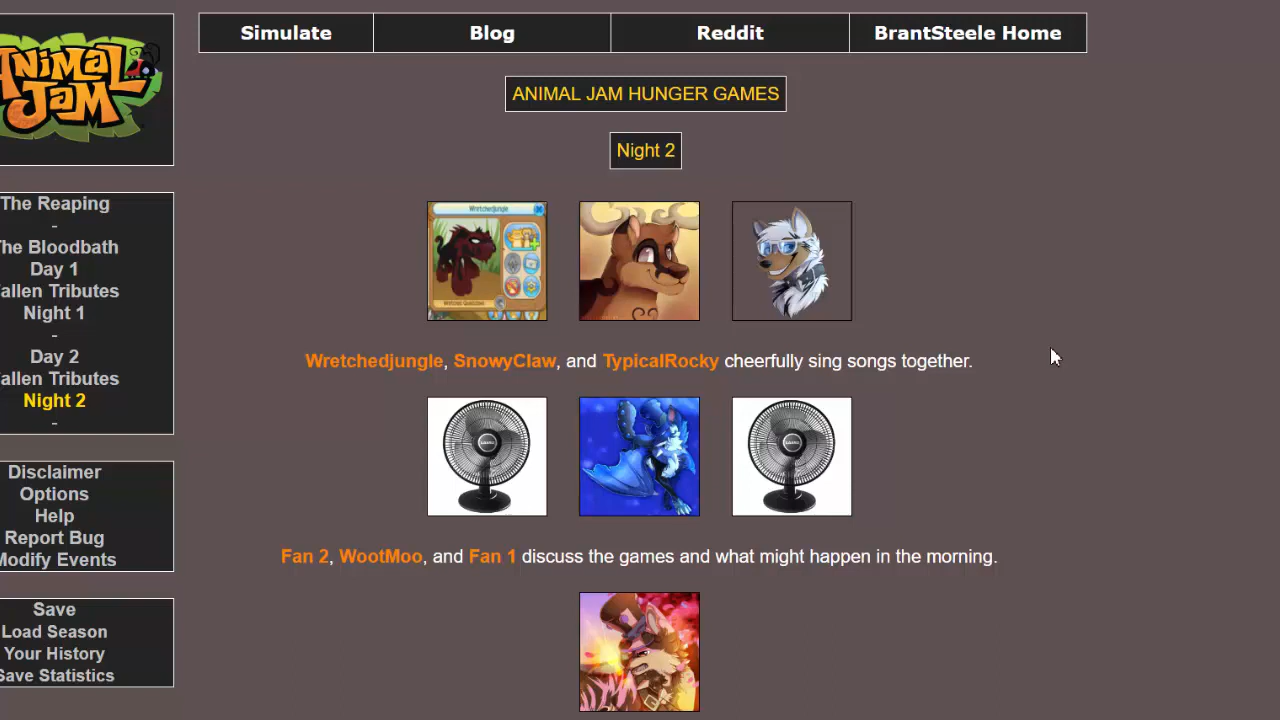 Simulate
Blog
Reddit
BrantSteele Home
ANIMAL JAM
ANIMAL JAM HUNGER GAMES
Night 2
The Reaping
-
he Bloodbath
Day 1
allen Tributes
Night 1
-
Day 2
allen Tributes
Night 2
-
Wretchedjungle
Wretchedjungle, SnowyClaw, and TypicalRocky cheerfully sing songs together.
Fan 2, WootMoo, and Fan 1 discuss the games and what might happen in the morning.
Disclaimer
Options
Help
Report Bug
Modify Events
Save
Load Season
Your History
Save Statistics